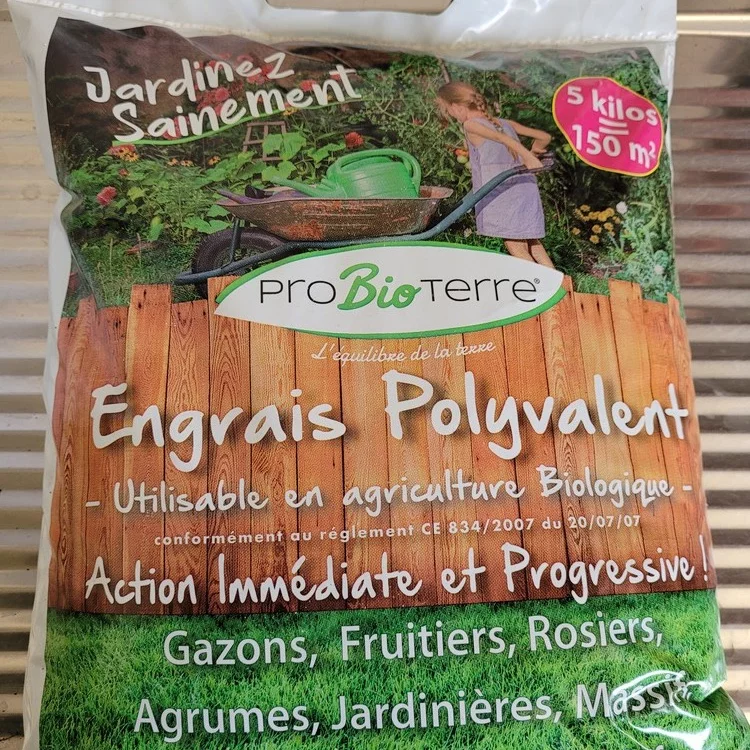 Jardinez
Sainement
5 kilos
=
150 m²
ProBioTerre®
L'équilibre de la terre
Engrais Polyvalent
- Utilisable en agriculture Biologique -
conformément au réglement CE 834/2007 du 20/07/07
Action Immédiate et Progressive !
Gazons, Fruitiers, Rosiers,
Agrumes, Jardinières,